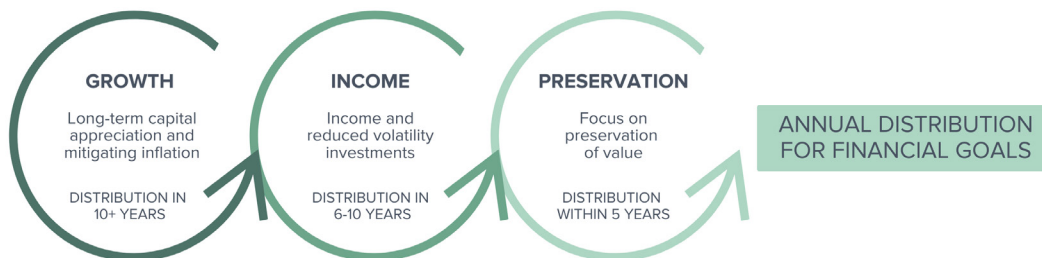 GROWTH
Long-term capital
appreciation and
mitigating inflation
DISTRIBUTION IN
10+ YEARS
INCOME
Income and
reduced volatility
investments
DISTRIBUTION IN
6-10 YEARS
PRESERVATION
Focus on
preservation
of value
DISTRIBUTION
WITHIN 5 YEARS
ANNUAL DISTRIBUTION
FOR FINANCIAL GOALS